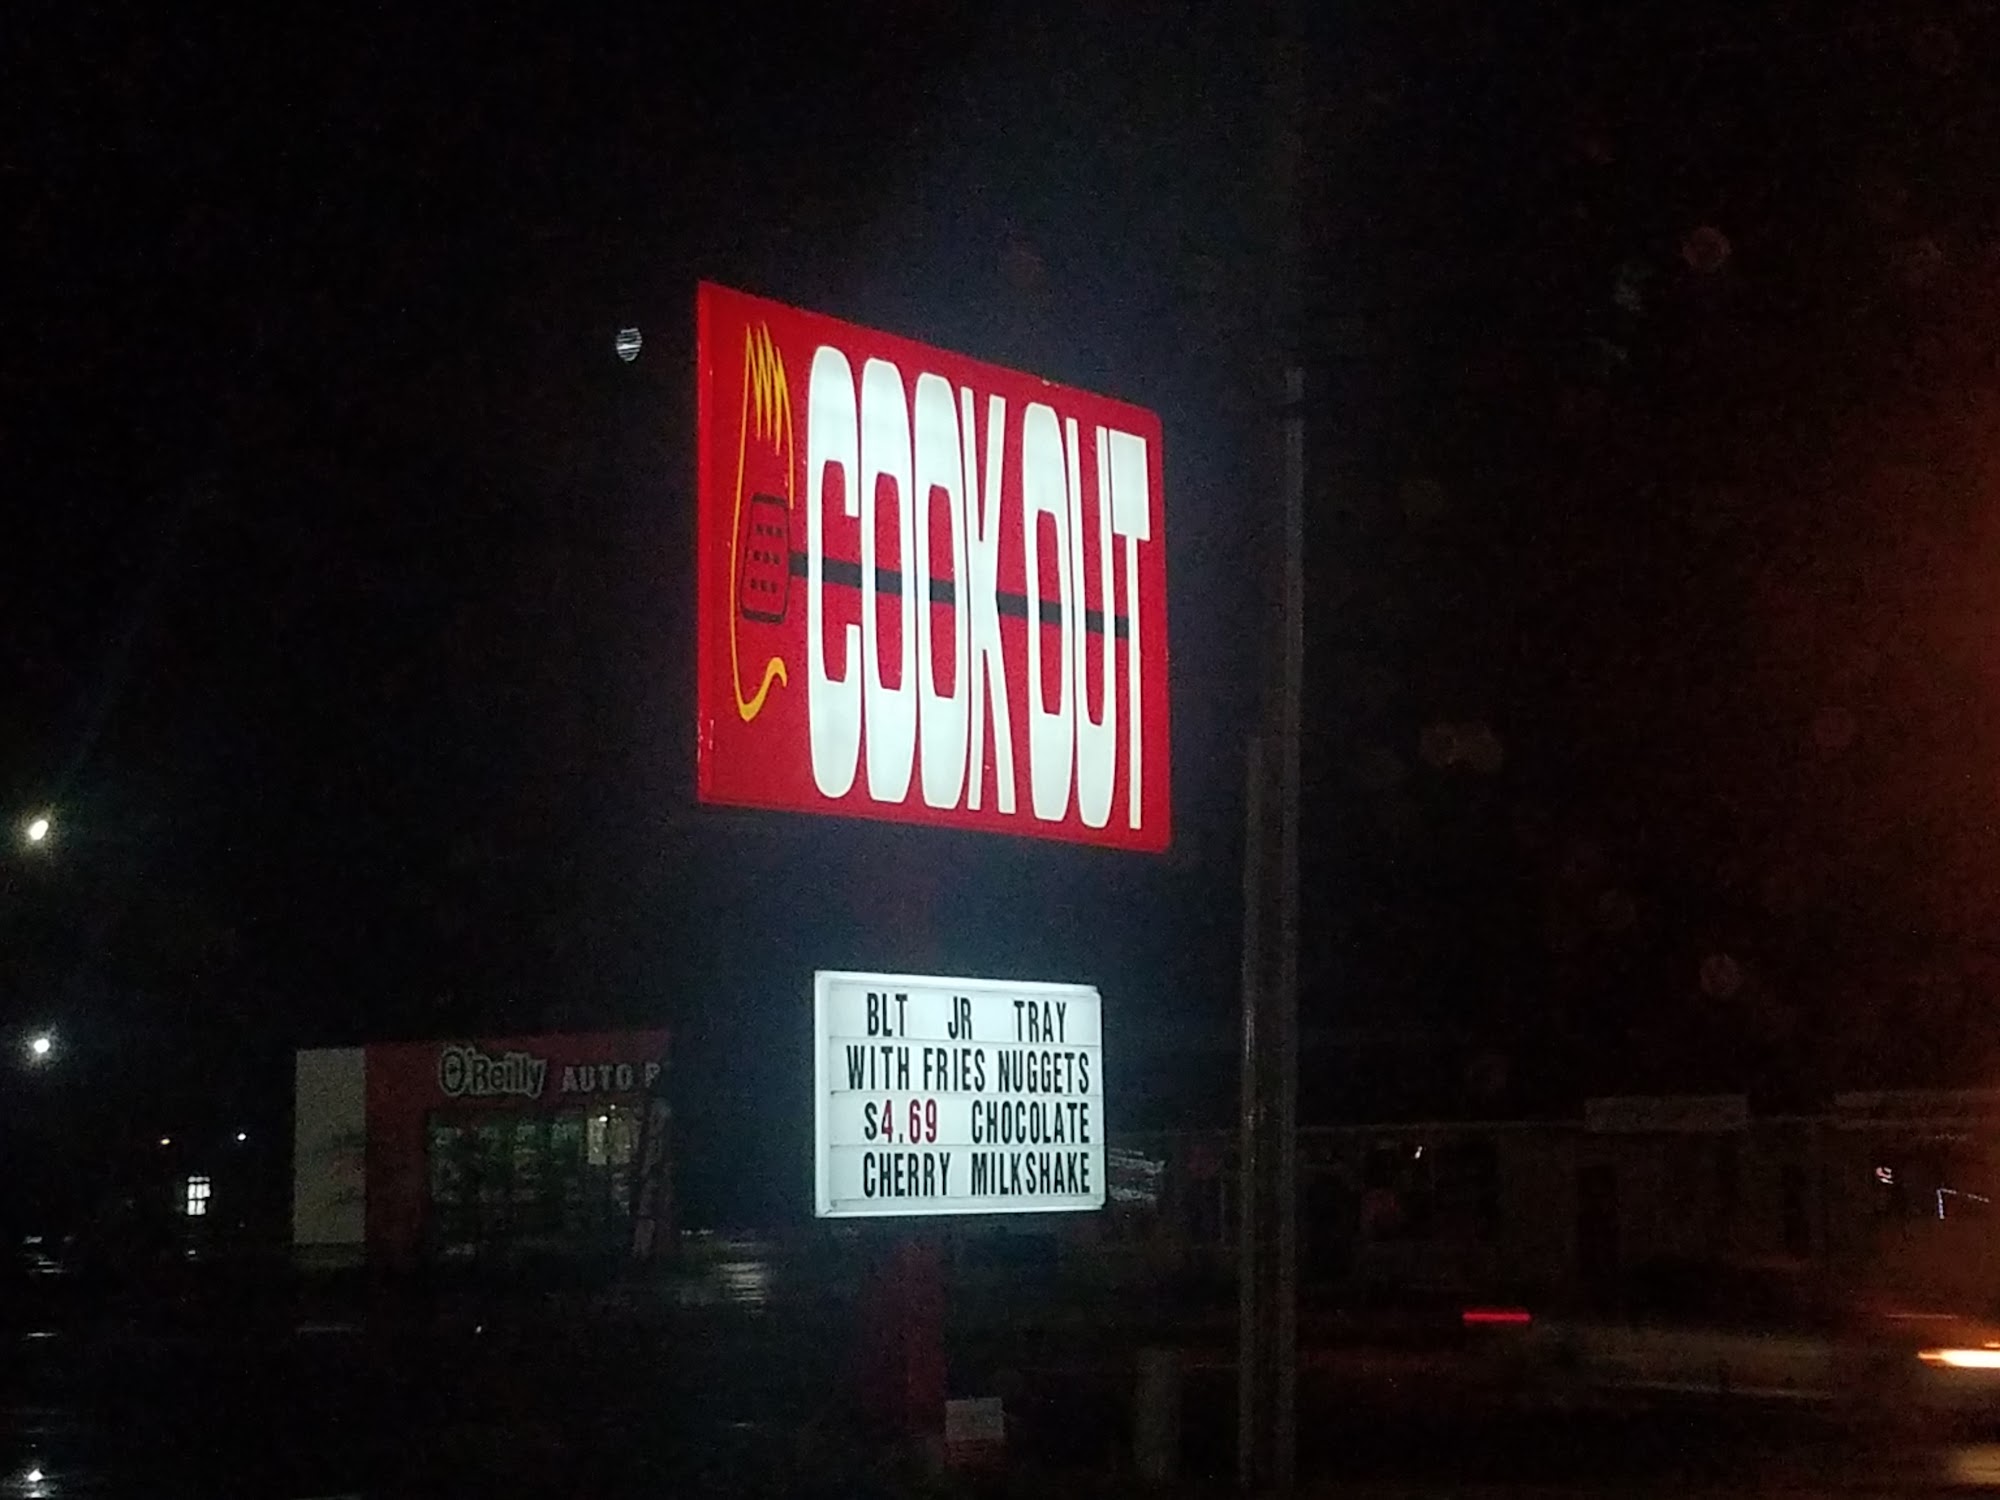 COOK OUT
BLT JR TRAY
WITH FRIES NUGGETS
$4.69 CHOCOLATE
CHERRY MILKSHAKE
O'Reilly AUTO P